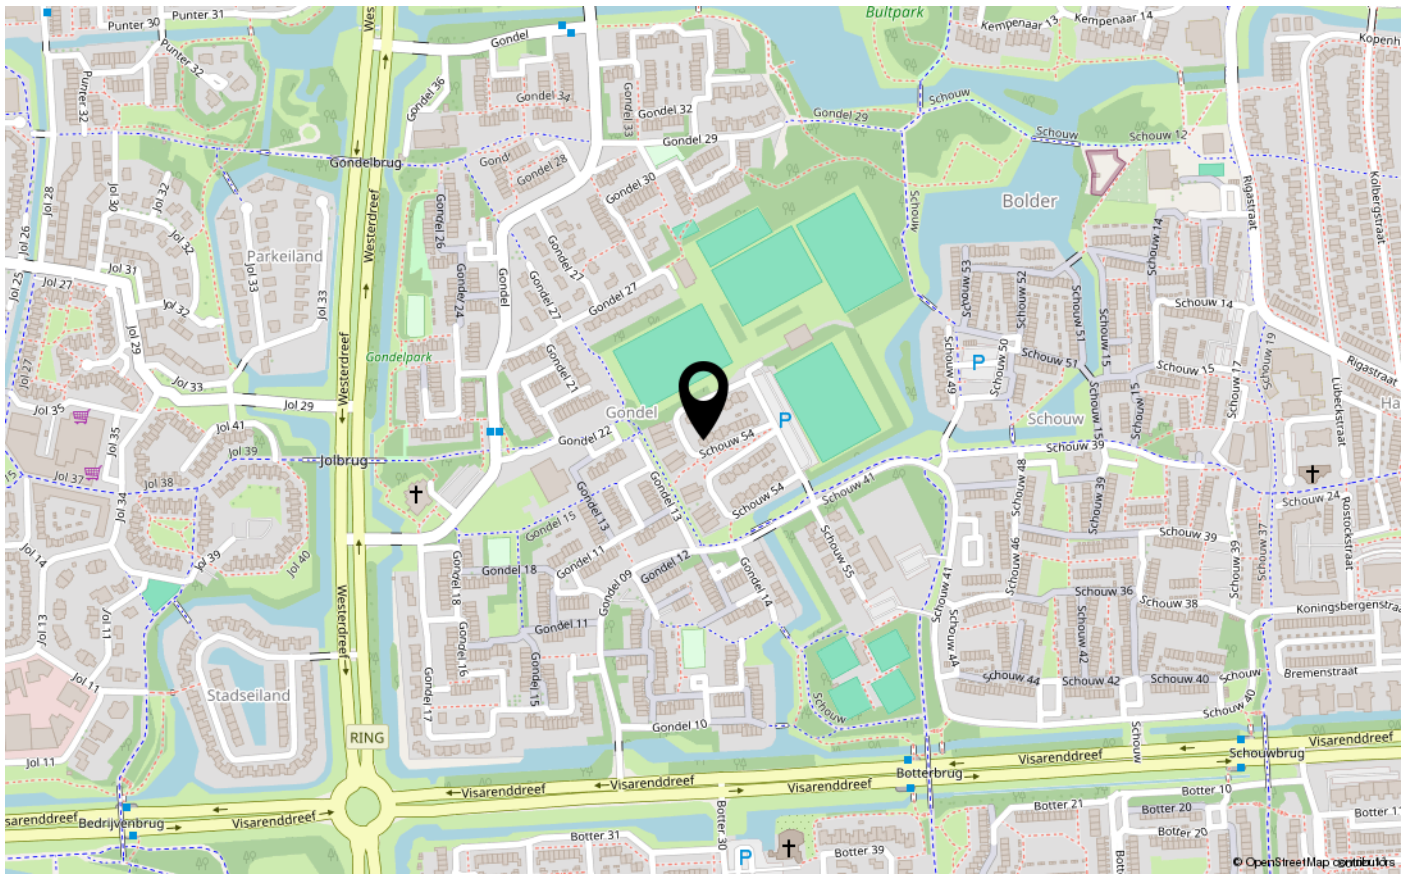 Punter 30
Punter 31
Punter 32
Punter 32
Westerdreef
Gondel
Gondel 36
Gondel 34
Gondel 33
Gondel 32
Gondel 29
Gondel 29
Bultpark
Kempenaar 13
Kempenaar 14
Schouw
Schouw
Schouw 12
Rigastraat
Kolbergstraat
Gondelbrug
Gondel 28
Gondel 30
Jol 28
Jol 30
Jol 32
Jol 32
Jol 26
Jol 25
Jol 27
Jol 31
Jol 33
Jol 33
Parkeiland
Westerdreef
Gondel 26
Gondel 24
Gondel
Gondel 27
Gondel 27
Gondel 27
Bolder
Schouw
Schouw 14
Schouw 14
Schouw 53
Schouw 52
Schouw 51
Schouw 51
Schouw 50
Schouw 49
Schouw 15
Schouw 15
Schouw 15
Schouw 17
Schouw 19
Rigastraat
Lübeckstraat
Jol 27
Jol 29
Jol 33
Jol 29
Westerdreef
Gondelpark
Gondel 21
Gondel 22
Gondel
P
P
Schouw
Schouw 54
Schouw 54
Schouw 39
Jol 35
Jol 35
Jol 41
Jol 39
Jol 37
Jol 38
Jol 34
Jolbrug
Gondel 13
Gondel 13
Gondel 15
Gondel 11
Gondel 18
Gondel 12
Gondel 09
Schouw 41
Schouw 55
Schouw 48
Schouw 39
Schouw 39
Schouw 46
Schouw 24
Schouw 37
Schouw 39
Rostockstraat
Jol 14
Jol 39
Jol 40
Jol 13
Jol 11
Jol 11
Jol 11
Westerdreef
Stadseiland
Gondel 18
Gondel 16
Gondel 17
Gondel 11
Gondel 15
Gondel 14
Gondel 10
Schouw
Schouw 41
Schouw 44
Schouw 44
Schouw 36
Schouw 38
Schouw 42
Schouw 42
Schouw 40
Schouw
Schouw 40
Schouw
Koningsbergenstraa
Bremenstraat
RING
Visarenddreef
Visarenddreef
Visarenddreef
Visarenddreef
Visarenddreef
Visarenddreef
Botterbrug
Schouwbrug
Bedrijvenbrug
Botter 31
Botter 30
Botter 39
Botter 21
Botter 20
Botter 20
Botter 10
P
© OpenStreetMap contributors